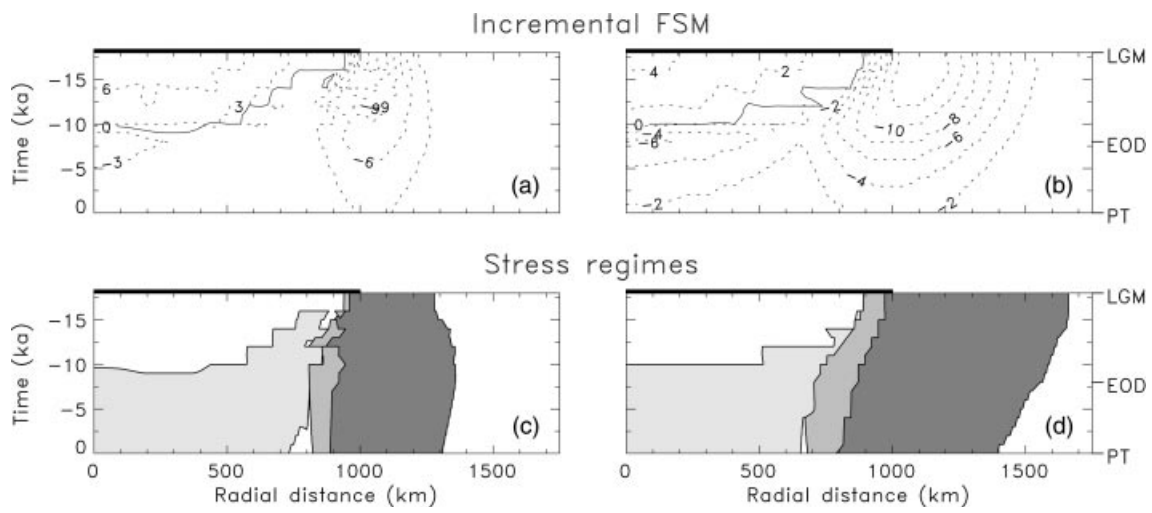 Incremental FSM
Time (ka)
-15
-10
-5
0
6
3
0
-3
-99
-6
(a)
4
2
0
-2
-4
-6
-10
-8
-6
-4
-2
-2
-2
(b)
LGM
EOD
PT
Stress regimes
Time (ka)
-15
-10
-5
0
(c)
(d)
LGM
EOD
PT
0 500 1000 1500
0 500 1000 1500
Radial distance (km)
Radial distance (km)